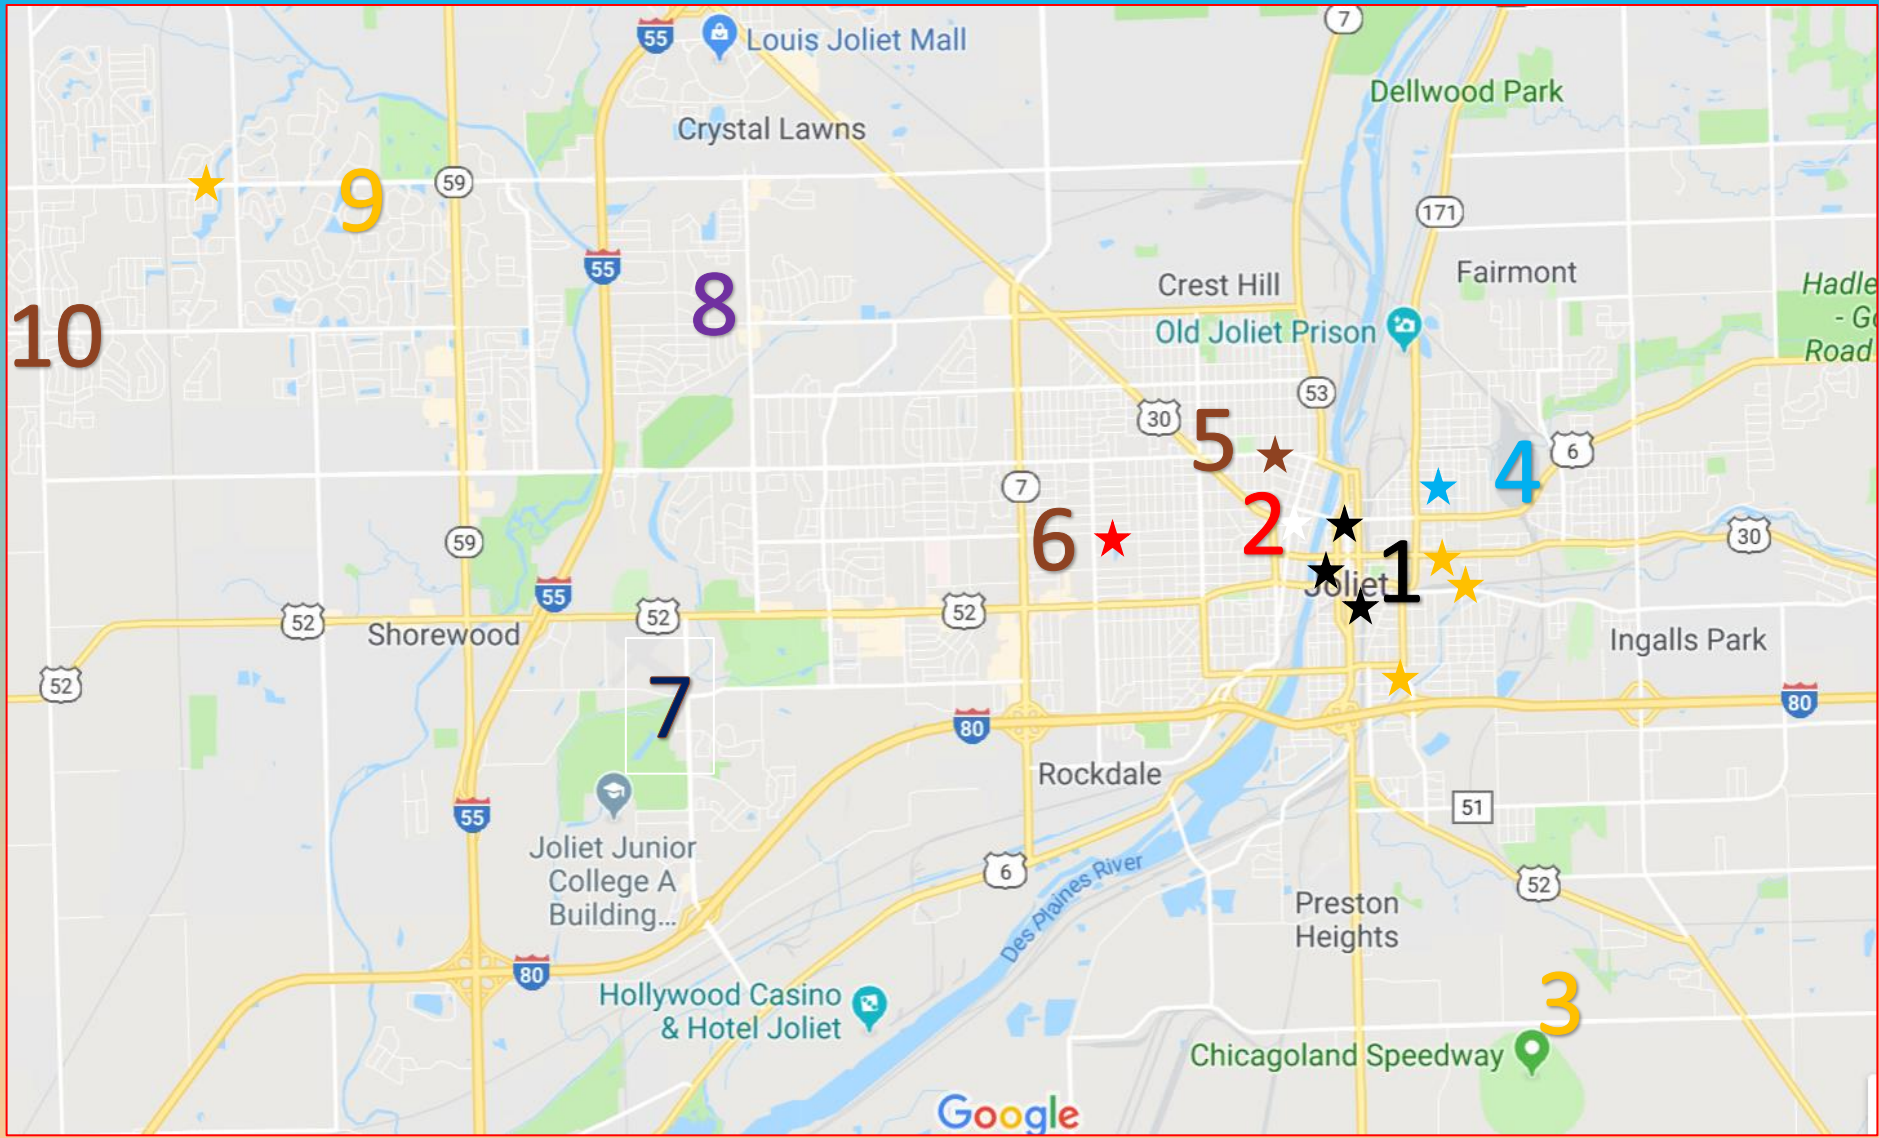 7
55
Louis Joliet Mall
Dellwood Park
Crystal Lawns
9
59
171
55
8
Crest Hill
Fairmont
Hadle
- Go
Road
10
Old Joliet Prison
53
30
5
4
6
7
2
59
6
30
1
Joliet
55
52
52
52
Shorewood
Ingalls Park
52
7
80
80
Rockdale
51
55
Joliet Junior
College A
Building...
6
52
Des Plaines River
Preston
Heights
80
Hollywood Casino
& Hotel Joliet
3
Chicagoland Speedway
Google